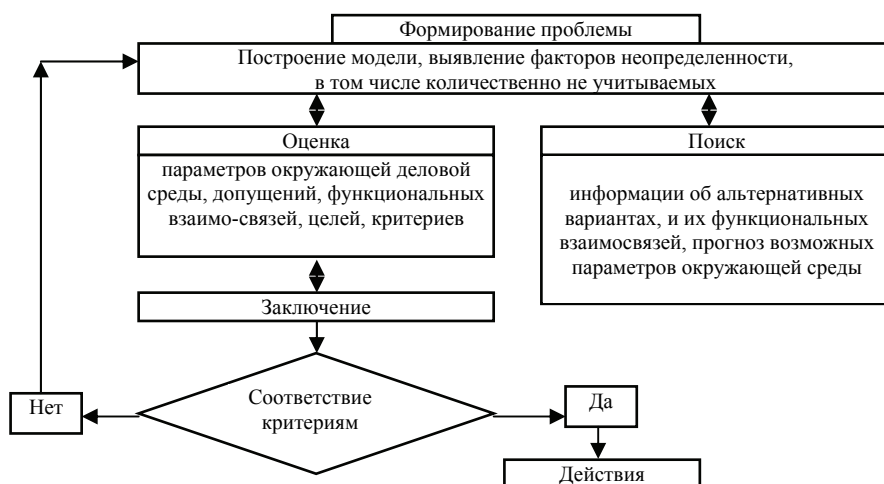 Формирование проблемы
Построение модели, выявление факторов неопределенности,
в том числе количественно не учитываемых
Оценка
параметров окружающей деловой
среды, допущений, функциональных
взаимо-связей, целей, критериев
Поиск
информации об альтернативных
вариантах, и их функциональных
взаимосвязей, прогноз возможных
параметров окружающей среды
Заключение
Соответствие
критериям
Нет
Да
Действия